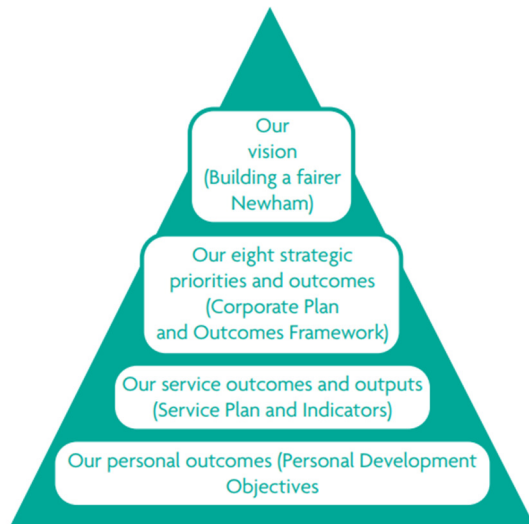 Our
vision
(Building a fairer
Newham)
Our eight strategic
priorities and outcomes
(Corporate Plan
and Outcomes Framework)
Our service outcomes and outputs
(Service Plan and Indicators)
Our personal outcomes (Personal Development
Objectives